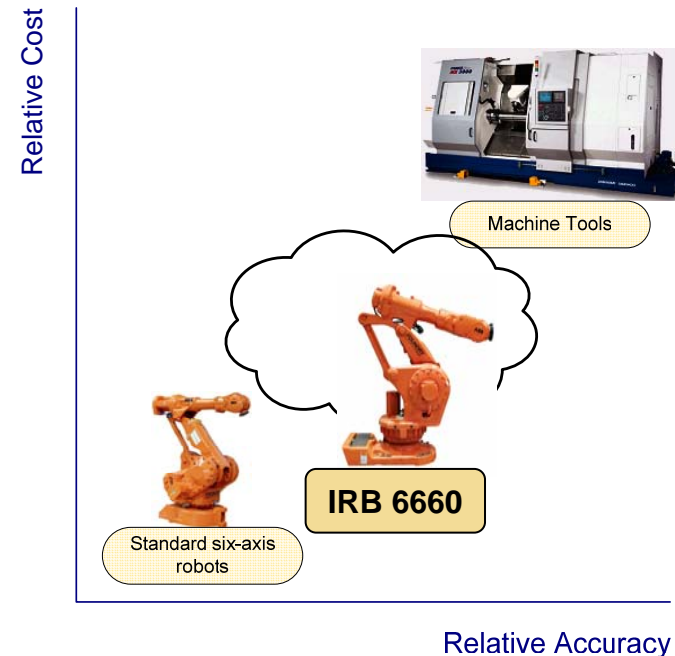 Relative Cost
Machine Tools
IRB 6660
Standard six-axis
robots
Relative Accuracy